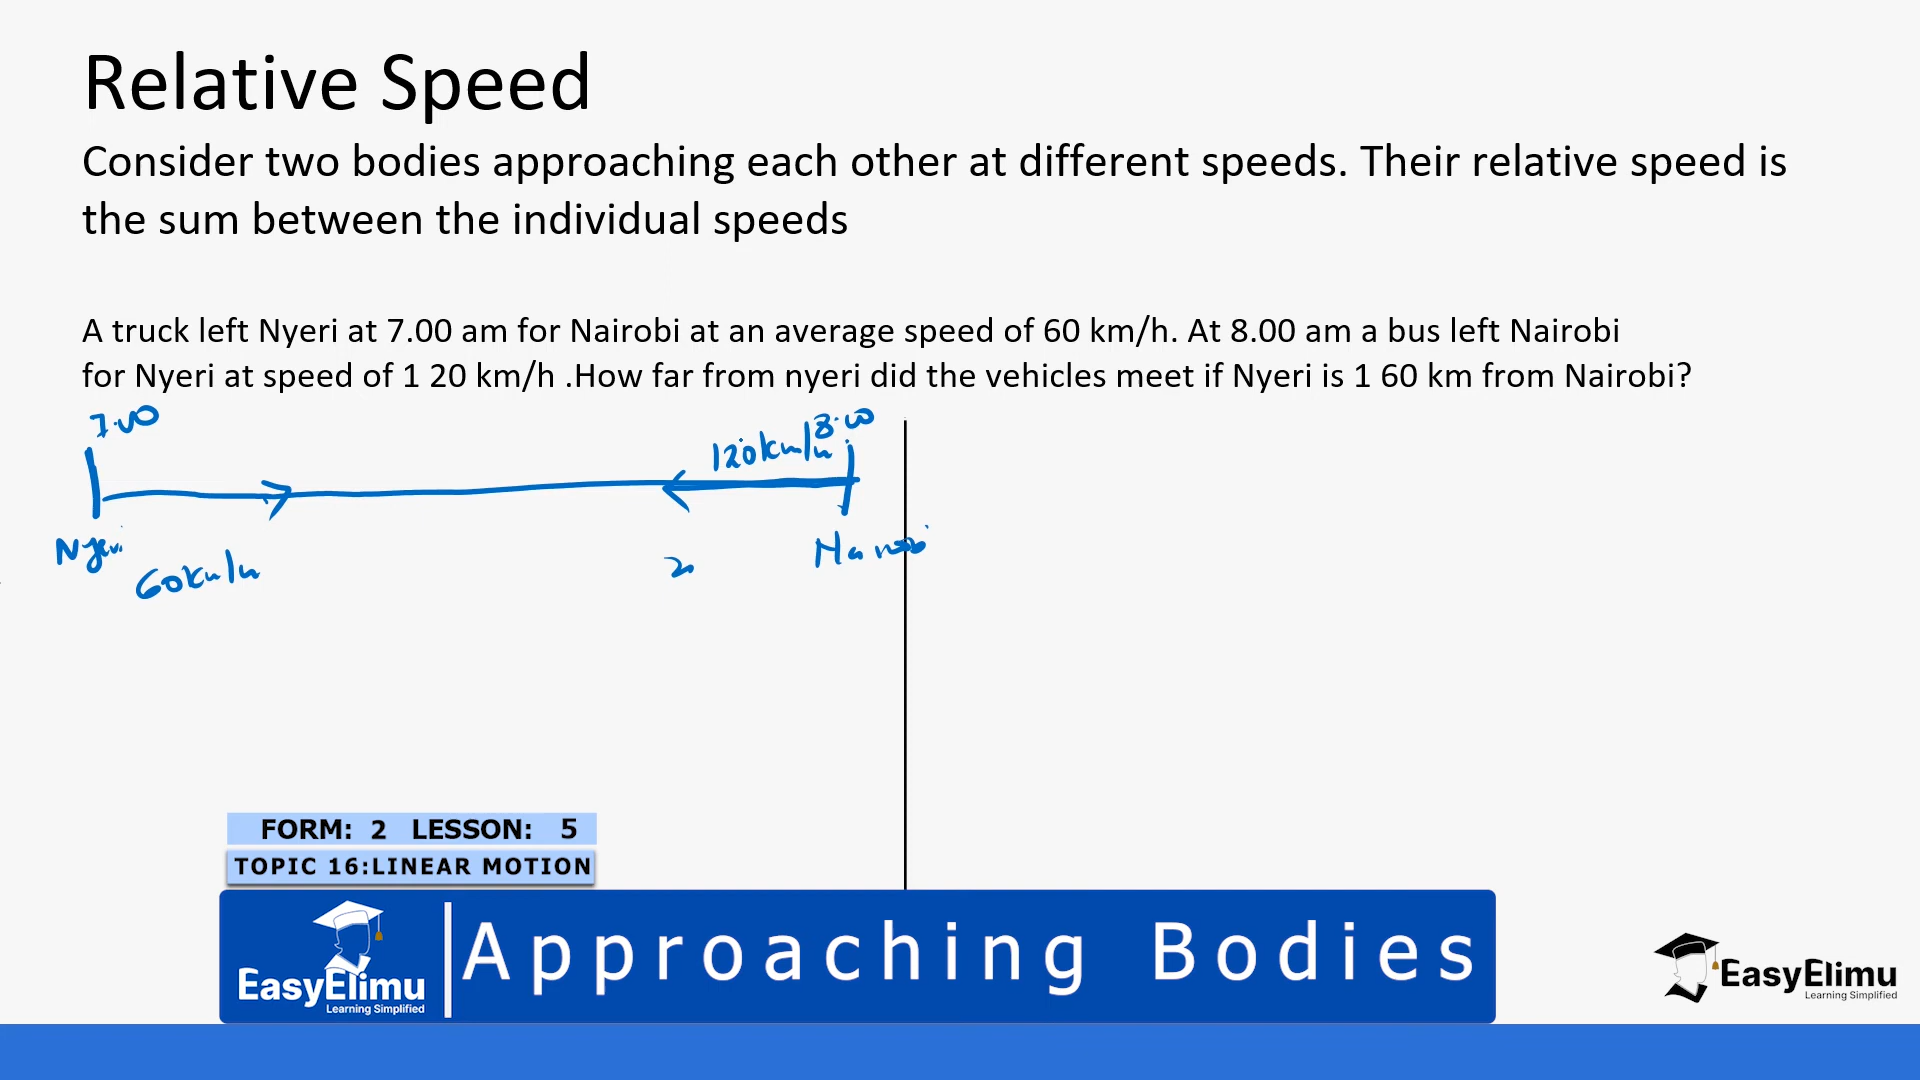 Relative Speed
Consider two bodies approaching each other at different speeds. Their relative speed is
the sum between the individual speeds
A truck left Nyeri at 7.00 am for Nairobi at an average speed of 60 km/h. At 8.00 am a bus left Nairobi
for Nyeri at speed of 1 20 km/h .How far from nyeri did the vehicles meet if Nyeri is 1 60 km from Nairobi?
7.00
8.00
120km/h
Nyeri
Nairobi
60km/h
FORM: 2 LESSON: 5
TOPIC 16:LINEAR MOTION
Approaching Bodies
EasyElimu
Learning Simplified
EasyElimu
Learning Simplified